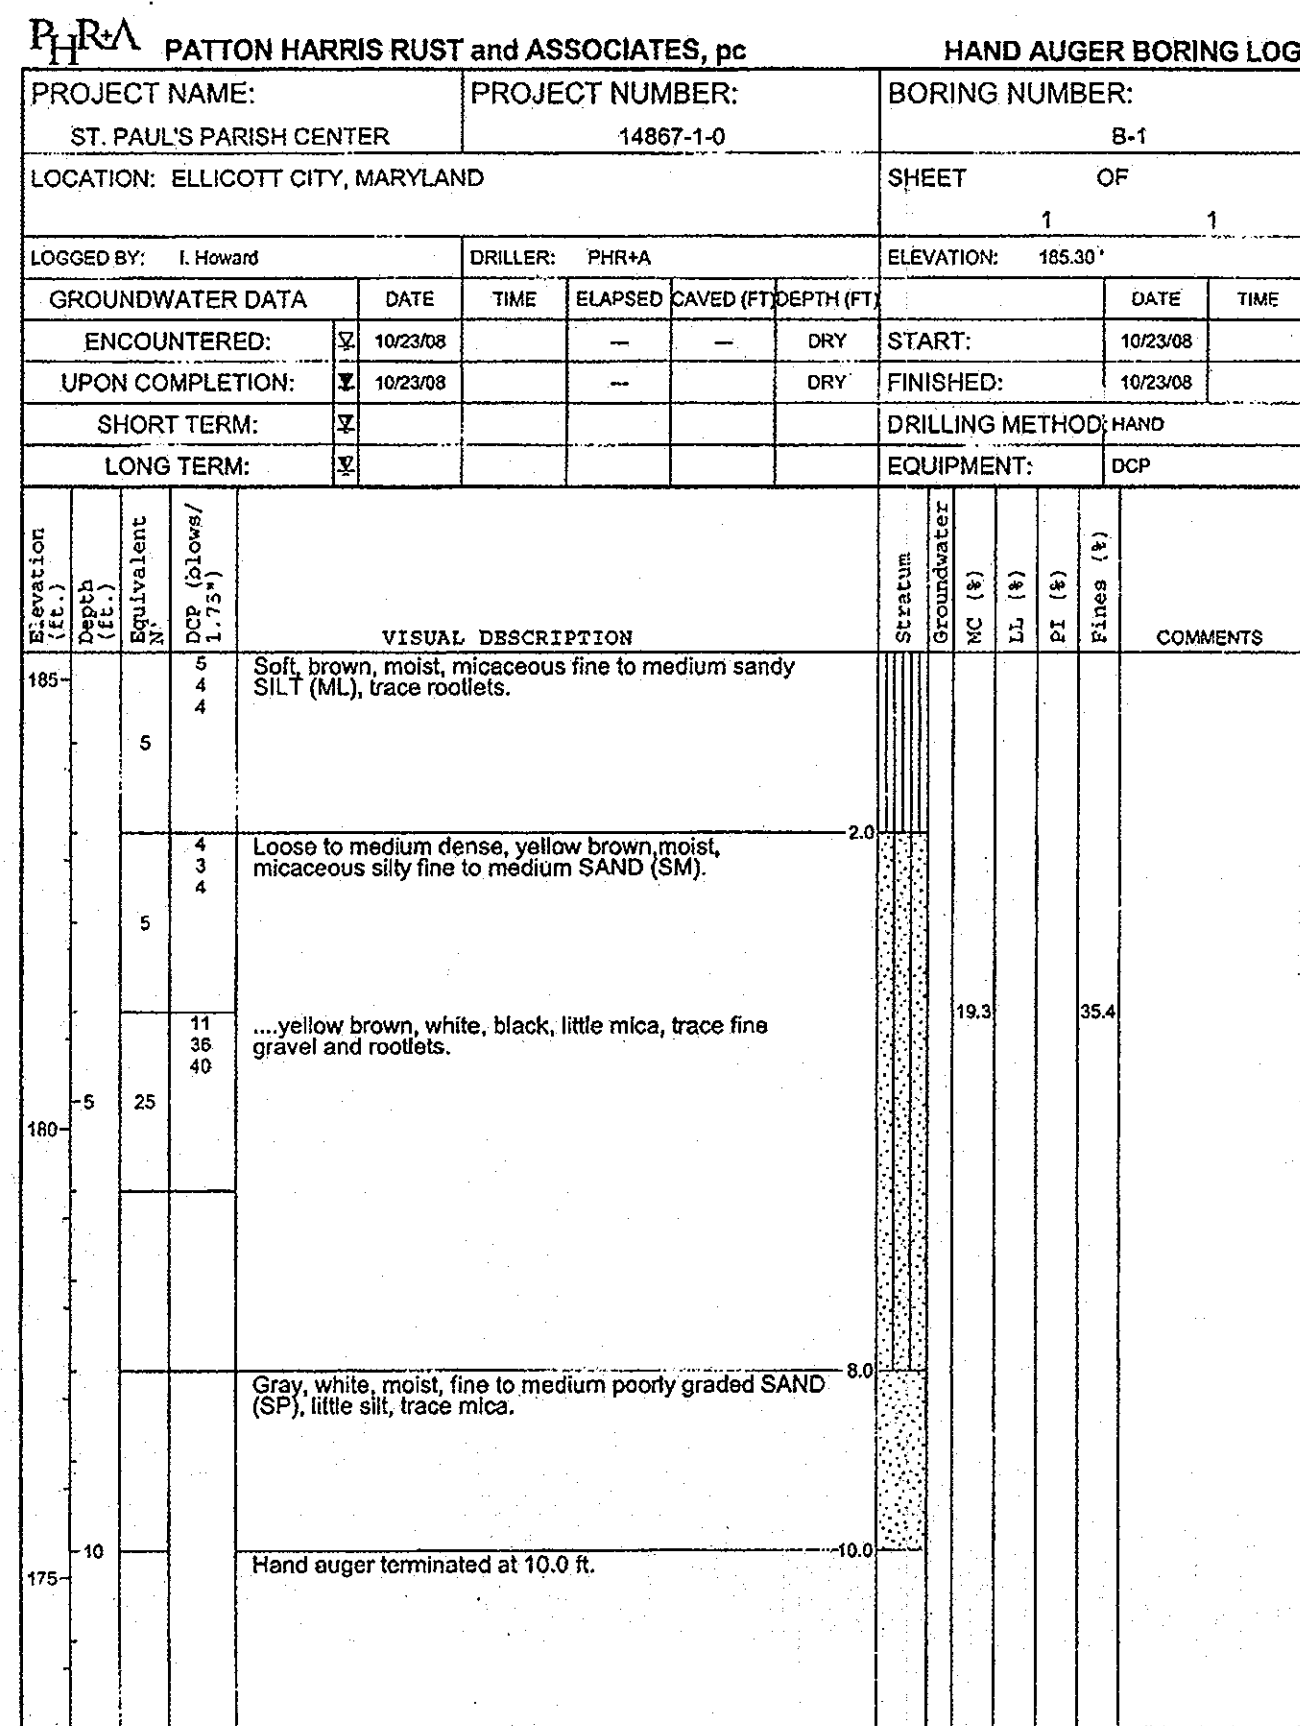 PHR+A PATTON HARRIS RUST and ASSOCIATES, pc HAND AUGER BORING LOG
PROJECT NAME: PROJECT NUMBER: BORING NUMBER:
ST. PAUL'S PARISH CENTER 14867-1-0 B-1
LOCATION: ELLICOTT CITY, MARYLAND SHEET OF
1 1
LOGGED BY: I. Howard DRILLER: PHR+A ELEVATION: 185.30'
GROUNDWATER DATA DATE TIME ELAPSED CAVED (FT) DEPTH (FT) DATE TIME
ENCOUNTERED: 10/23/08 — — DRY START: 10/23/08
UPON COMPLETION: 10/23/08 — DRY FINISHED: 10/23/08
SHORT TERM: DRILLING METHOD: HAND
LONG TERM: EQUIPMENT: DCP
Elevation (ft.)
Depth (ft.)
Equivalent N'
DCP (blows/ 1.75")
VISUAL DESCRIPTION
Stratum
Groundwater
MC (%)
LL (%)
PI (%)
Fines (%)
COMMENTS
5 Soft, brown, moist, micaceous fine to medium sandy
185 4 SILT (ML), trace rootlets.
4
5
2.0
4 Loose to medium dense, yellow brown,moist,
3 micaceous silty fine to medium SAND (SM).
4
5
19.3 35.4
11 ....yellow brown, white, black, little mica, trace fine
36 gravel and rootlets.
40
5 25
180
8.0
Gray, white, moist, fine to medium poorly graded SAND
(SP), little silt, trace mica.
10 10.0
Hand auger terminated at 10.0 ft.
175